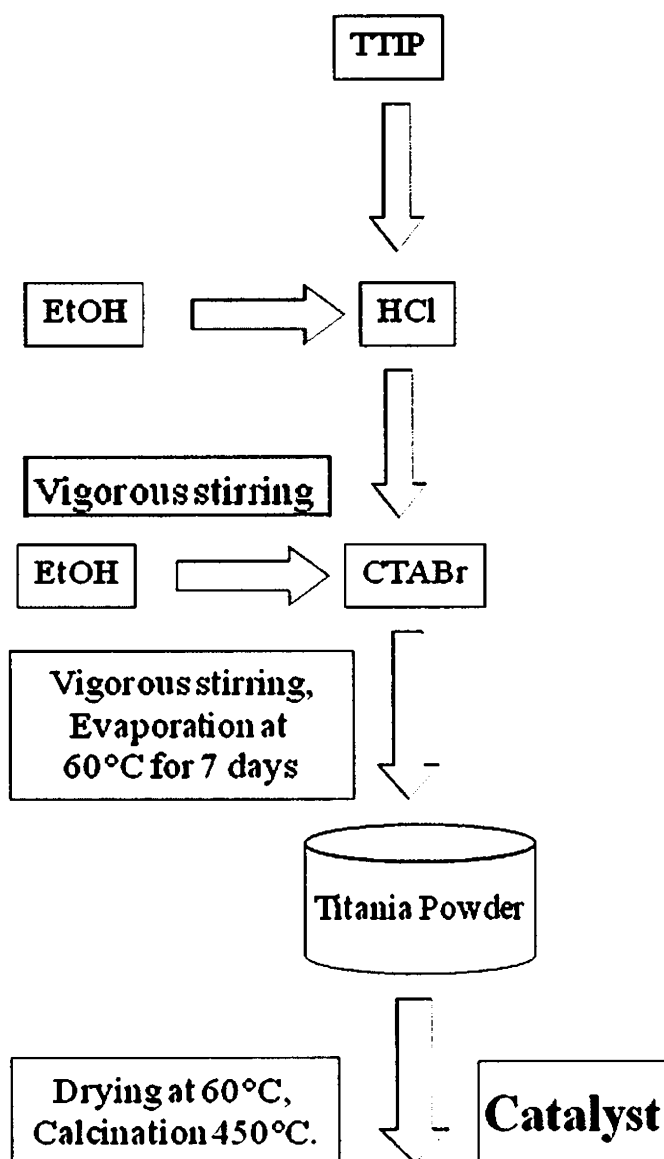 TTIP
EtOH
HCl
Vigorous stirring
EtOH
CTABr
Vigorous stirring,
Evaporation at
60°C for 7 days
Titania Powder
Drying at 60°C,
Calcination 450°C.
Catalyst